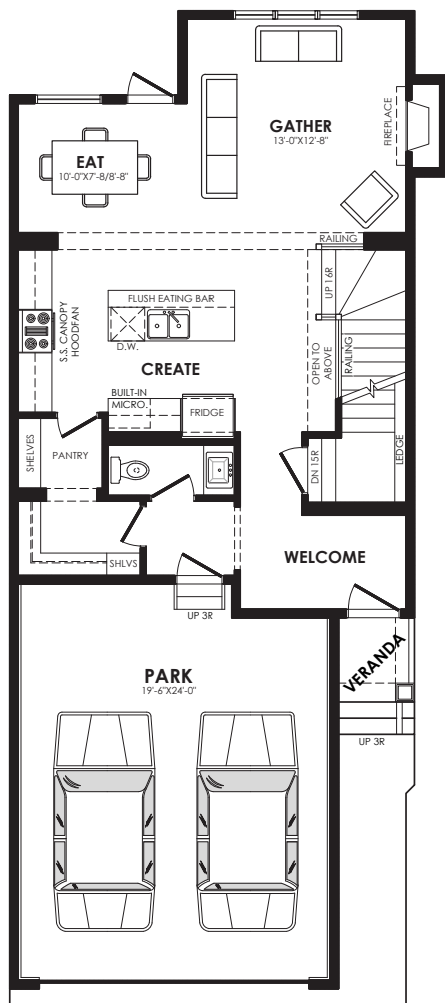 GATHER
13'-0"X12'-8"
FIREPLACE
EAT
10'-0"X7'-8/8'-8"
RAILING
UP 16R
S.S. CANOPY
HOODFAN
FLUSH EATING BAR
D.W.
OPEN TO
ABOVE
RAILING
CREATE
BUILT-IN
MICRO.
FRIDGE
SHELVES
PANTRY
DN 15R
LEDGE
SHLVS
WELCOME
UP 3R
VERANDA
PARK
19'-6"X24'-0"
UP 3R